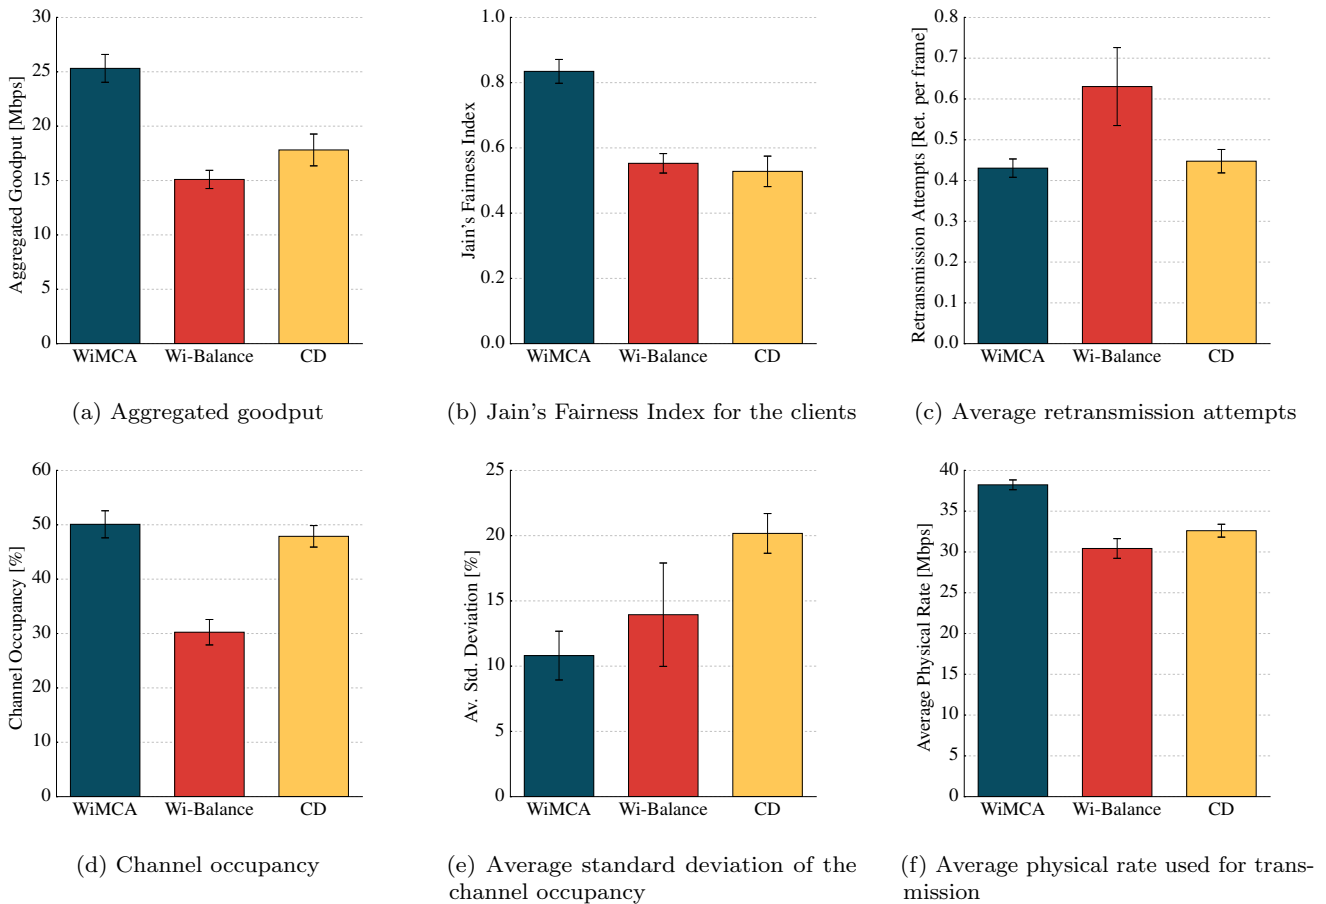 Aggregated Goodput [Mbps]
30
25
20
15
10
5
0
WiMCA Wi-Balance CD
(a) Aggregated goodput
Jain's Fairness Index
1.0
0.8
0.6
0.4
0.2
0.0
WiMCA Wi-Balance CD
(b) Jain's Fairness Index for the clients
Retransmission Attempts [Ret. per frame]
0.8
0.7
0.6
0.5
0.4
0.3
0.2
0.1
0.0
WiMCA Wi-Balance CD
(c) Average retransmission attempts
Channel Occupancy [%]
60
50
40
30
20
10
0
WiMCA Wi-Balance CD
(d) Channel occupancy
Av. Std. Deviation [%]
25
20
15
10
5
0
WiMCA Wi-Balance CD
(e) Average standard deviation of the
channel occupancy
Average Physical Rate [Mbps]
40
35
30
25
20
15
10
5
0
WiMCA Wi-Balance CD
(f) Average physical rate used for trans-
mission